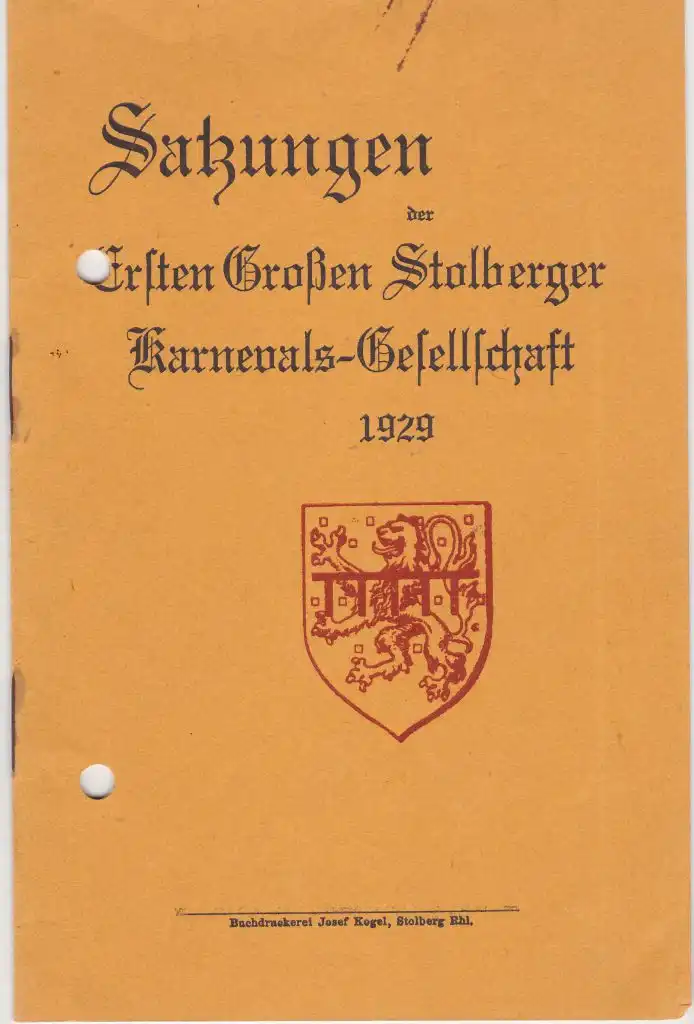 Satzungen
der
Ersten Großen Stolberger
Karnevals-Gesellschaft
1929
Buchdruckerei Josef Kogel, Stolberg Rhl.